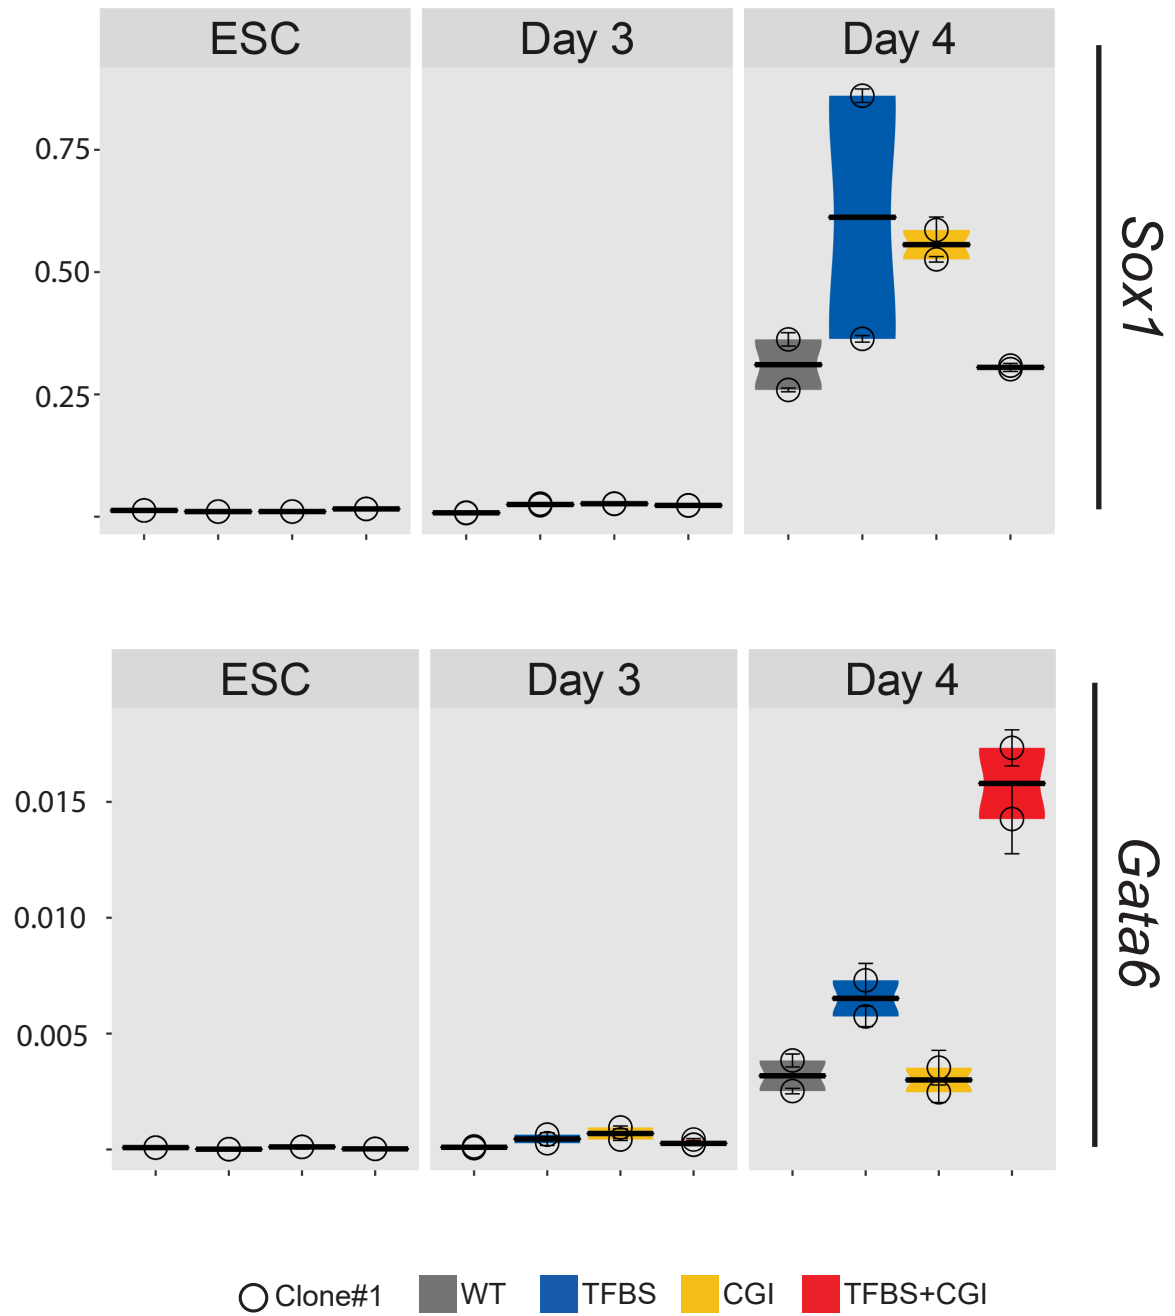 ESC Day 3 Day 4
0.75
0.50
0.25
Sox1
ESC Day 3 Day 4
0.015
0.010
0.005
Gata6
Clone#1 WT TFBS CGI TFBS+CGI